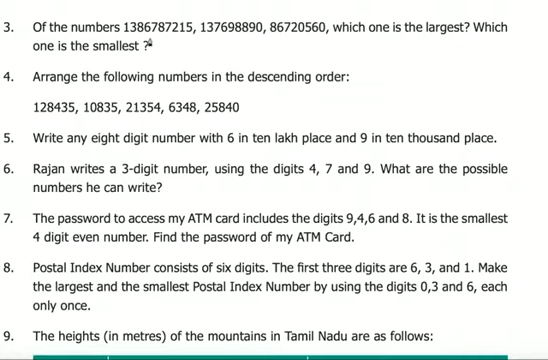 3. Of the numbers 1386787215, 137698890, 86720560, which one is the largest? Which
one is the smallest ?
4. Arrange the following numbers in the descending order:
128435, 10835, 21354, 6348, 25840
5. Write any eight digit number with 6 in ten lakh place and 9 in ten thousand place.
6. Rajan writes a 3-digit number, using the digits 4, 7 and 9. What are the possible
numbers he can write?
7. The password to access my ATM card includes the digits 9,4,6 and 8. It is the smallest
4 digit even number. Find the password of my ATM Card.
8. Postal Index Number consists of six digits. The first three digits are 6, 3, and 1. Make
the largest and the smallest Postal Index Number by using the digits 0,3 and 6, each
only once.
9. The heights (in metres) of the mountains in Tamil Nadu are as follows: